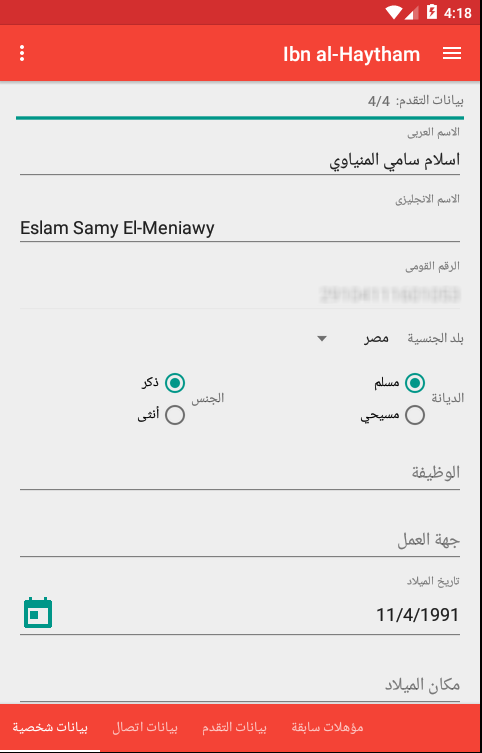 4:18
Ibn al-Haytham
بيانات التقدم: 4/4
الاسم العربى
اسلام سامي المنياوي
الاسم الانجليزى
Eslam Samy El-Meniawy
الرقم القومى
بلد الجنسية مصر
الديانة
مسلم
مسيحي
الجنس
ذكر
أنثى
الوظيفة
جهة العمل
تاريخ الميلاد
11/4/1991
مكان الميلاد
مؤهلات سابقة
بيانات التقدم
بيانات اتصال
بيانات شخصية